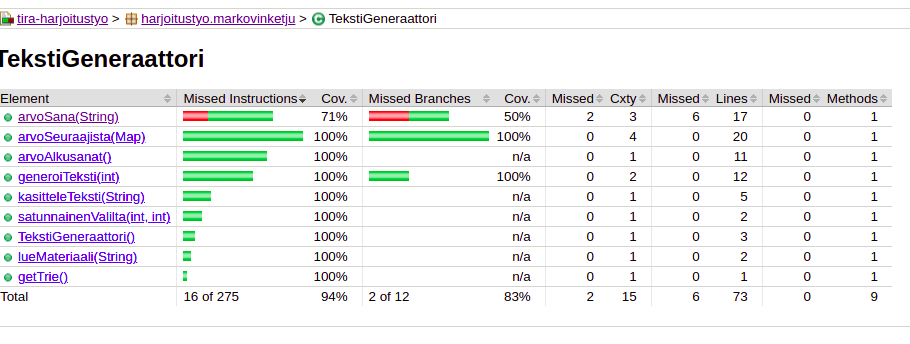 tira-harjoitustyo > harjoitustyo.markovinketju > TekstiGeneraattori
TekstiGeneraattori
Element Missed Instructions Cov. Missed Branches Cov. Missed Cxty Missed Lines Missed Methods
arvoSana(String) 71% 50% 2 3 6 17 0 1
arvoSeuraajista(Map) 100% 100% 0 4 0 20 0 1
arvoAlkusanat() 100% n/a 0 1 0 11 0 1
generoiTeksti(int) 100% 100% 0 2 0 12 0 1
kasitteleTeksti(String) 100% n/a 0 1 0 5 0 1
satunnainenValilta(int, int) 100% n/a 0 1 0 2 0 1
TekstiGeneraattori() 100% n/a 0 1 0 3 0 1
lueMateriaali(String) 100% n/a 0 1 0 2 0 1
getTrie() 100% n/a 0 1 0 1 0 1
Total 16 of 275 94% 2 of 12 83% 2 15 6 73 0 9